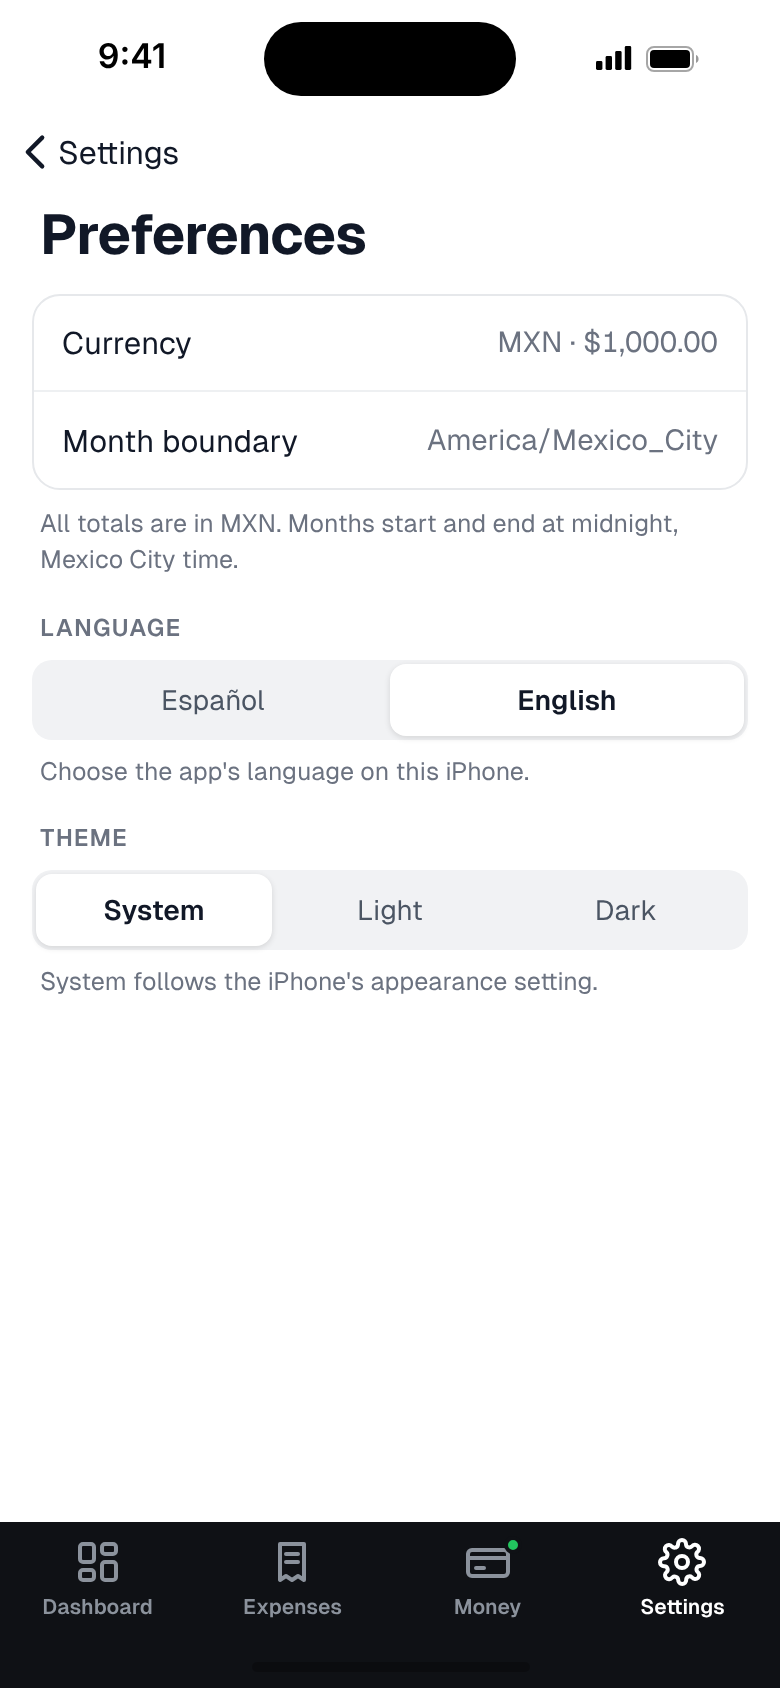 9:41
Settings
Preferences
Currency MXN · $1,000.00
Month boundary America/Mexico_City
All totals are in MXN. Months start and end at midnight,
Mexico City time.
LANGUAGE
Español English
Choose the app's language on this iPhone.
THEME
System Light Dark
System follows the iPhone's appearance setting.
Dashboard Expenses Money Settings